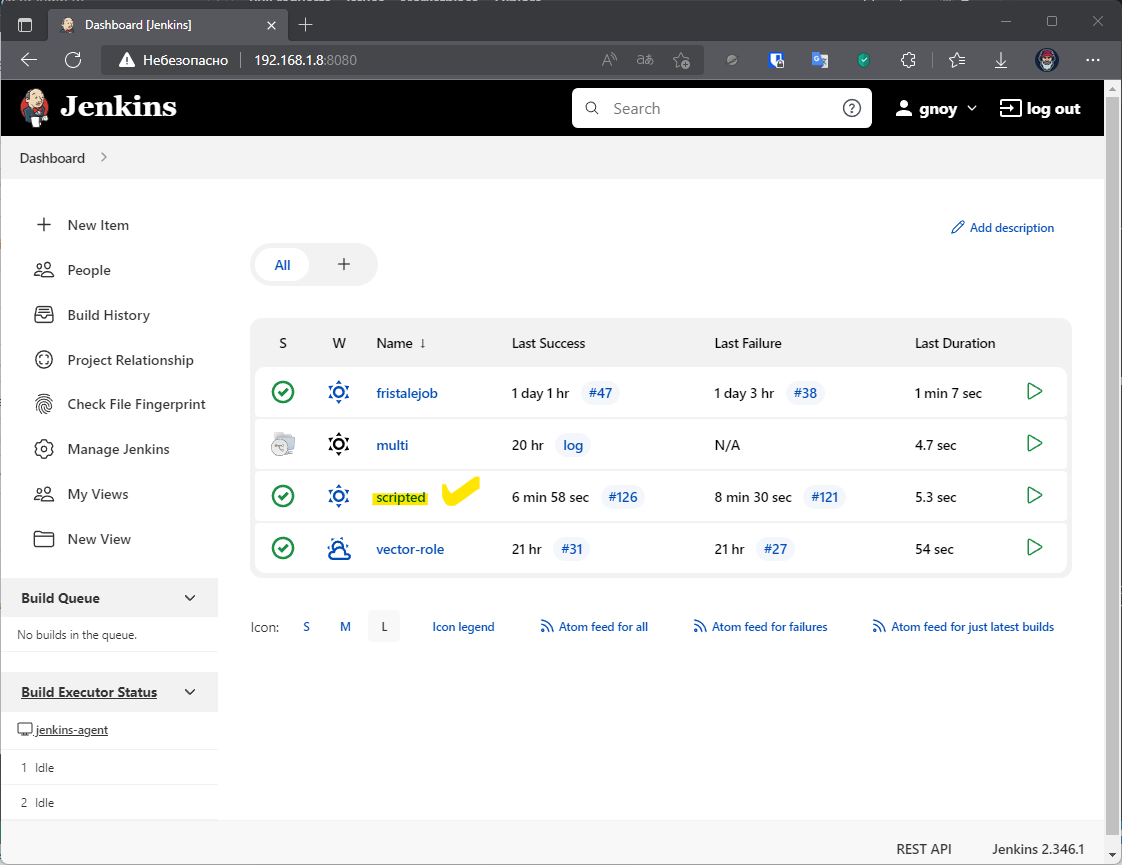 Dashboard [Jenkins]
Небезопасно 192.168.1.8:8080
Jenkins
Search
gnoy
log out
Dashboard
New Item
People
Build History
Project Relationship
Check File Fingerprint
Manage Jenkins
My Views
New View
Build Queue
No builds in the queue.
Build Executor Status
jenkins-agent
1 Idle
2 Idle
Add description
All +
S W Name ↓ Last Success Last Failure Last Duration
fristalejob 1 day 1 hr #47 1 day 3 hr #38 1 min 7 sec
multi 20 hr log N/A 4.7 sec
scripted 6 min 58 sec #126 8 min 30 sec #121 5.3 sec
vector-role 21 hr #31 21 hr #27 54 sec
Icon: S M L Icon legend Atom feed for all Atom feed for failures Atom feed for just latest builds
REST API Jenkins 2.346.1